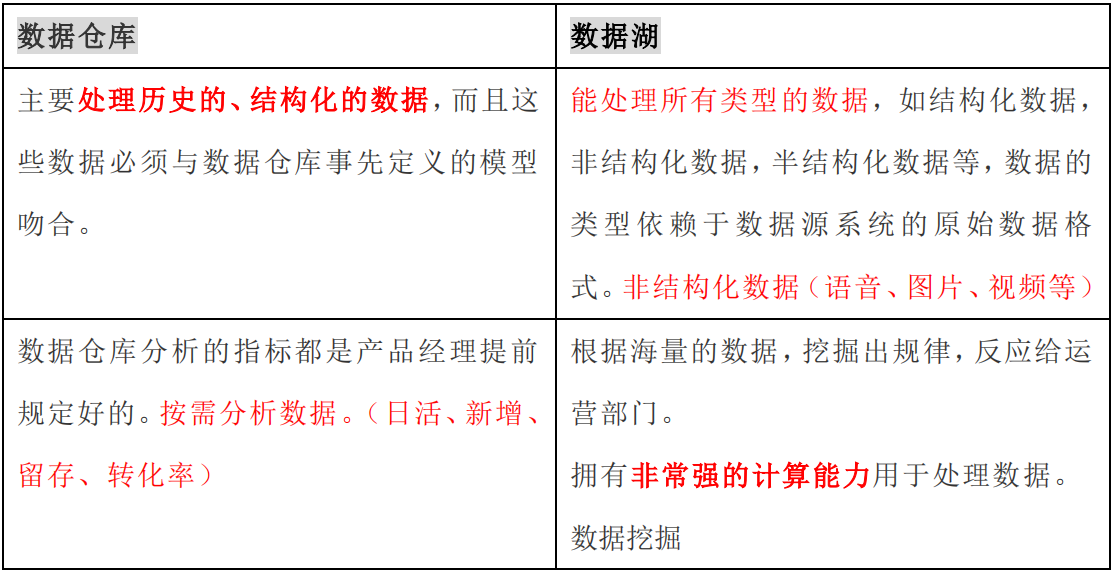 数据仓库
数据湖
主要处理历史的、结构化的数据，而且这
些数据必须与数据仓库事先定义的模型
吻合。
能处理所有类型的数据，如结构化数据，
非结构化数据，半结构化数据等，数据的
类型依赖于数据源系统的原始数据格
式。非结构化数据（语音、图片、视频等）
数据仓库分析的指标都是产品经理提前
规定好的。按需分析数据。（日活、新增、
留存、转化率）
根据海量的数据，挖掘出规律，反应给运
营部门。
拥有非常强的计算能力用于处理数据。
数据挖掘